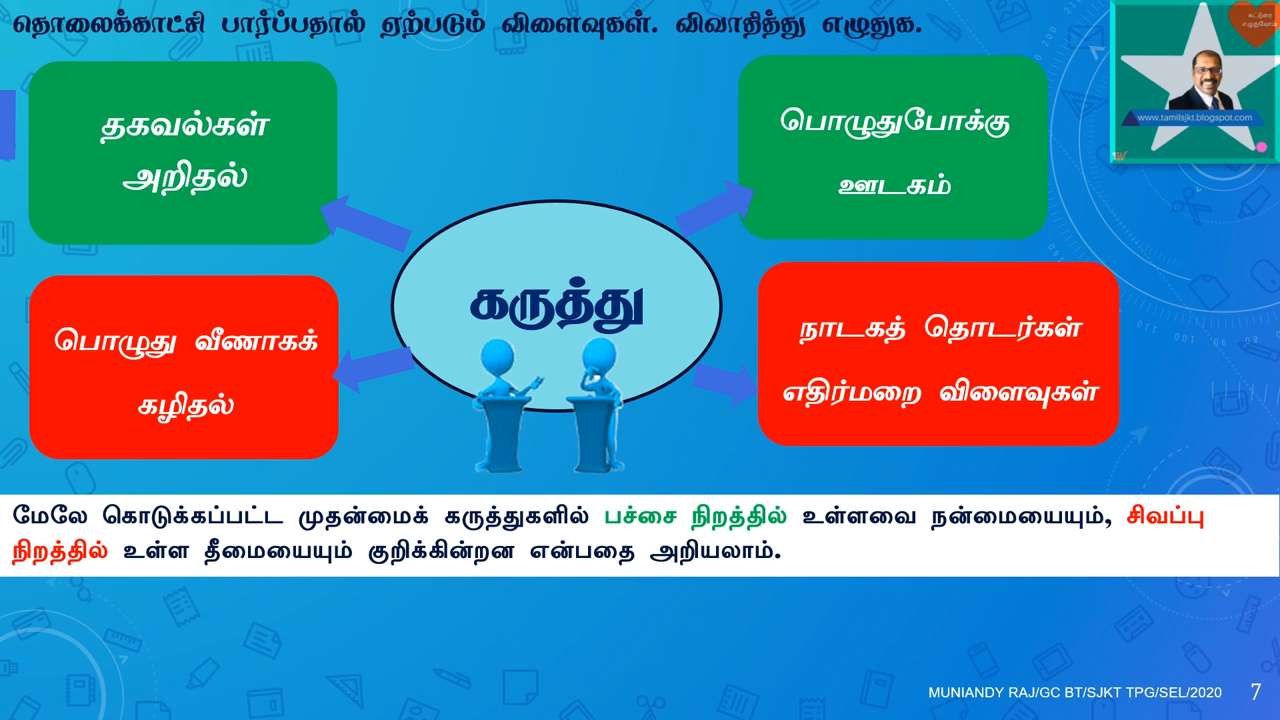 தொலைக்காட்சி பார்ப்பதால் ஏற்படும் விளைவுகள். விவாதித்து எழுதுக.
கட்டுரை
எழுதுவோம்
www.tamilsjkt.blogspot.com
தகவல்கள்
அறிதல்
பொழுதுபோக்கு
ஊடகம்
கருத்து
பொழுது வீணாகக்
கழிதல்
நாடகத் தொடர்கள்
எதிர்மறை விளைவுகள்
மேலே கொடுக்கப்பட்ட முதன்மைக் கருத்துகளில் பச்சை நிறத்தில் உள்ளவை நன்மையையும், சிவப்பு
நிறத்தில் உள்ள தீமையையும் குறிக்கின்றன என்பதை அறியலாம்.
MUNIANDY RAJ/GC BT/SJKT TPG/SEL/2020
7